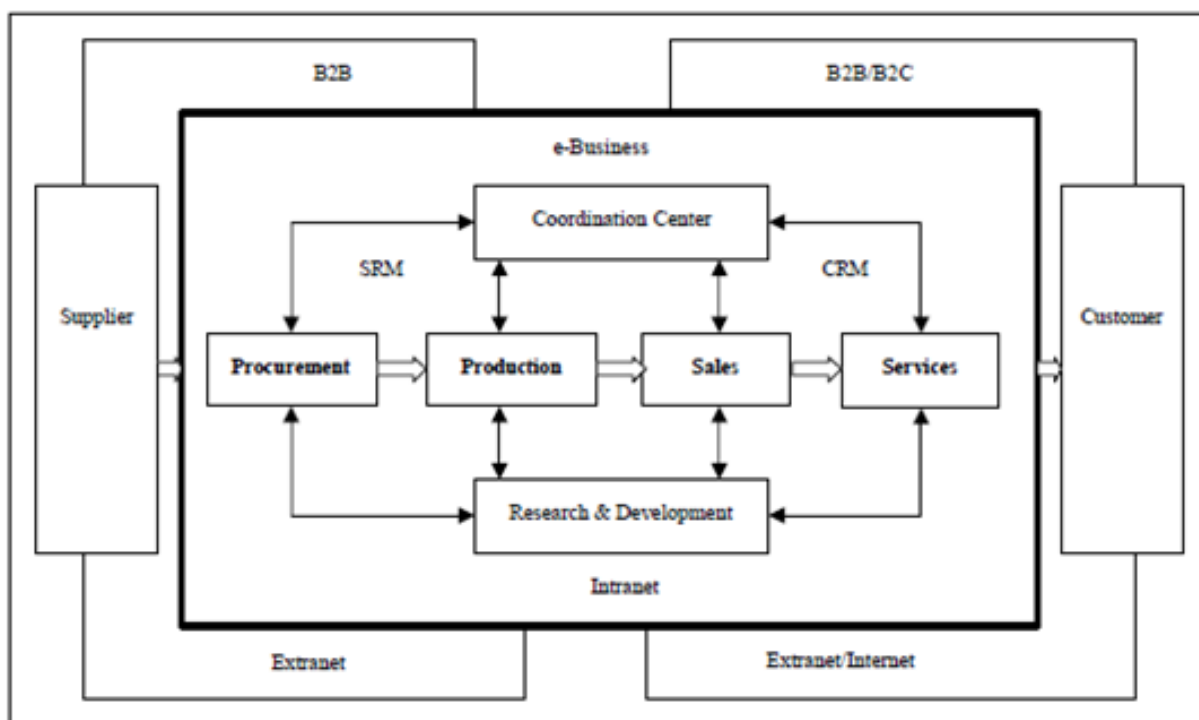 B2B
B2B/B2C
e-Business
Coordination Center
SRM
CRM
Supplier
Customer
Procurement
Production
Sales
Services
Research & Development
Intranet
Extranet
Extranet/Internet